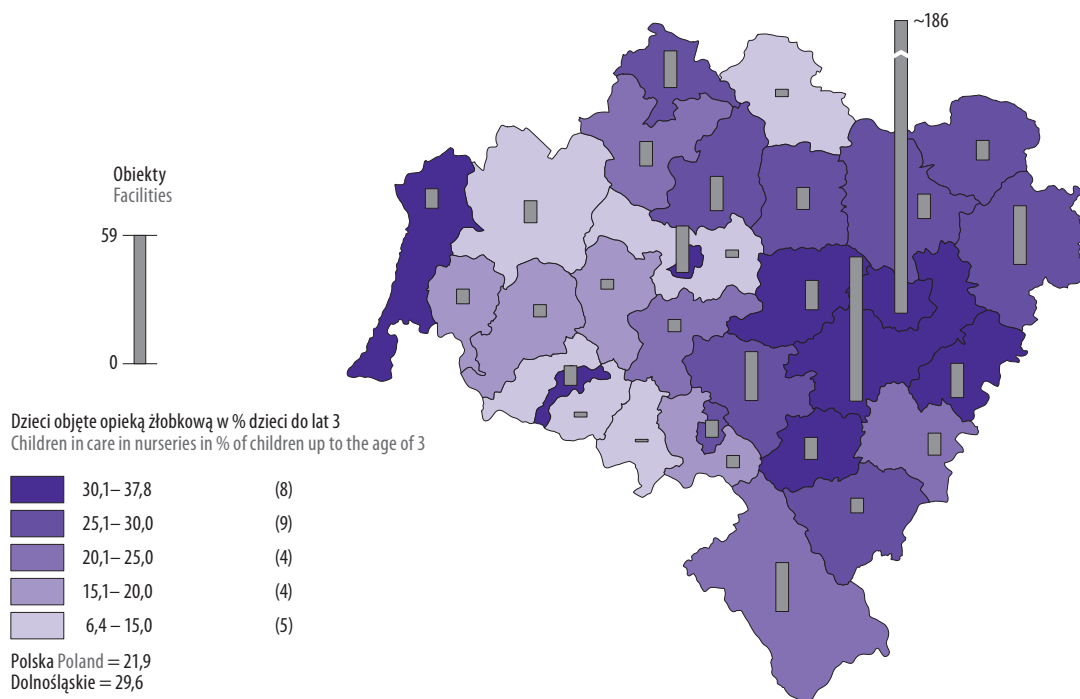 ~186
Obiekty
Facilities
59
0
Dzieci objęte opieką żłobkową w % dzieci do lat 3
Children in care in nurseries in % of children up to the age of 3
30,1– 37,8 (8)
25,1– 30,0 (9)
20,1– 25,0 (4)
15,1– 20,0 (4)
6,4 – 15,0 (5)
Polska Poland = 21,9
Dolnośląskie = 29,6